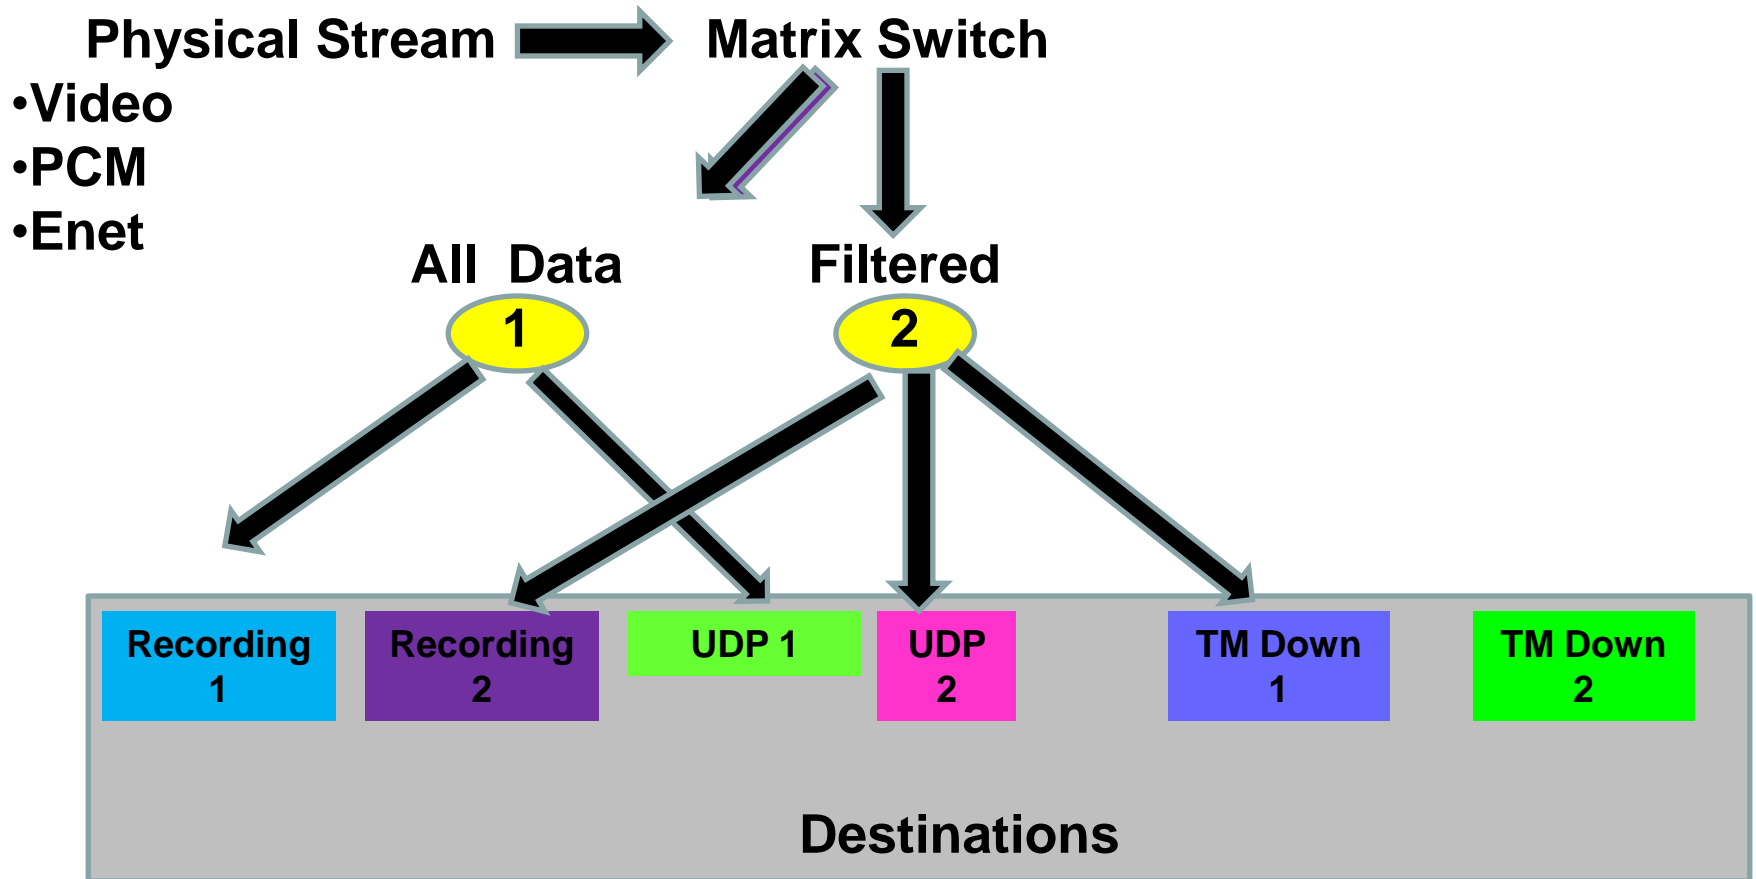 Physical Stream
Matrix Switch
•Video
•PCM
•Enet
All Data
Filtered
1
2
Recording
1
Recording
2
UDP 1
UDP
2
TM Down
1
TM Down
2
Destinations